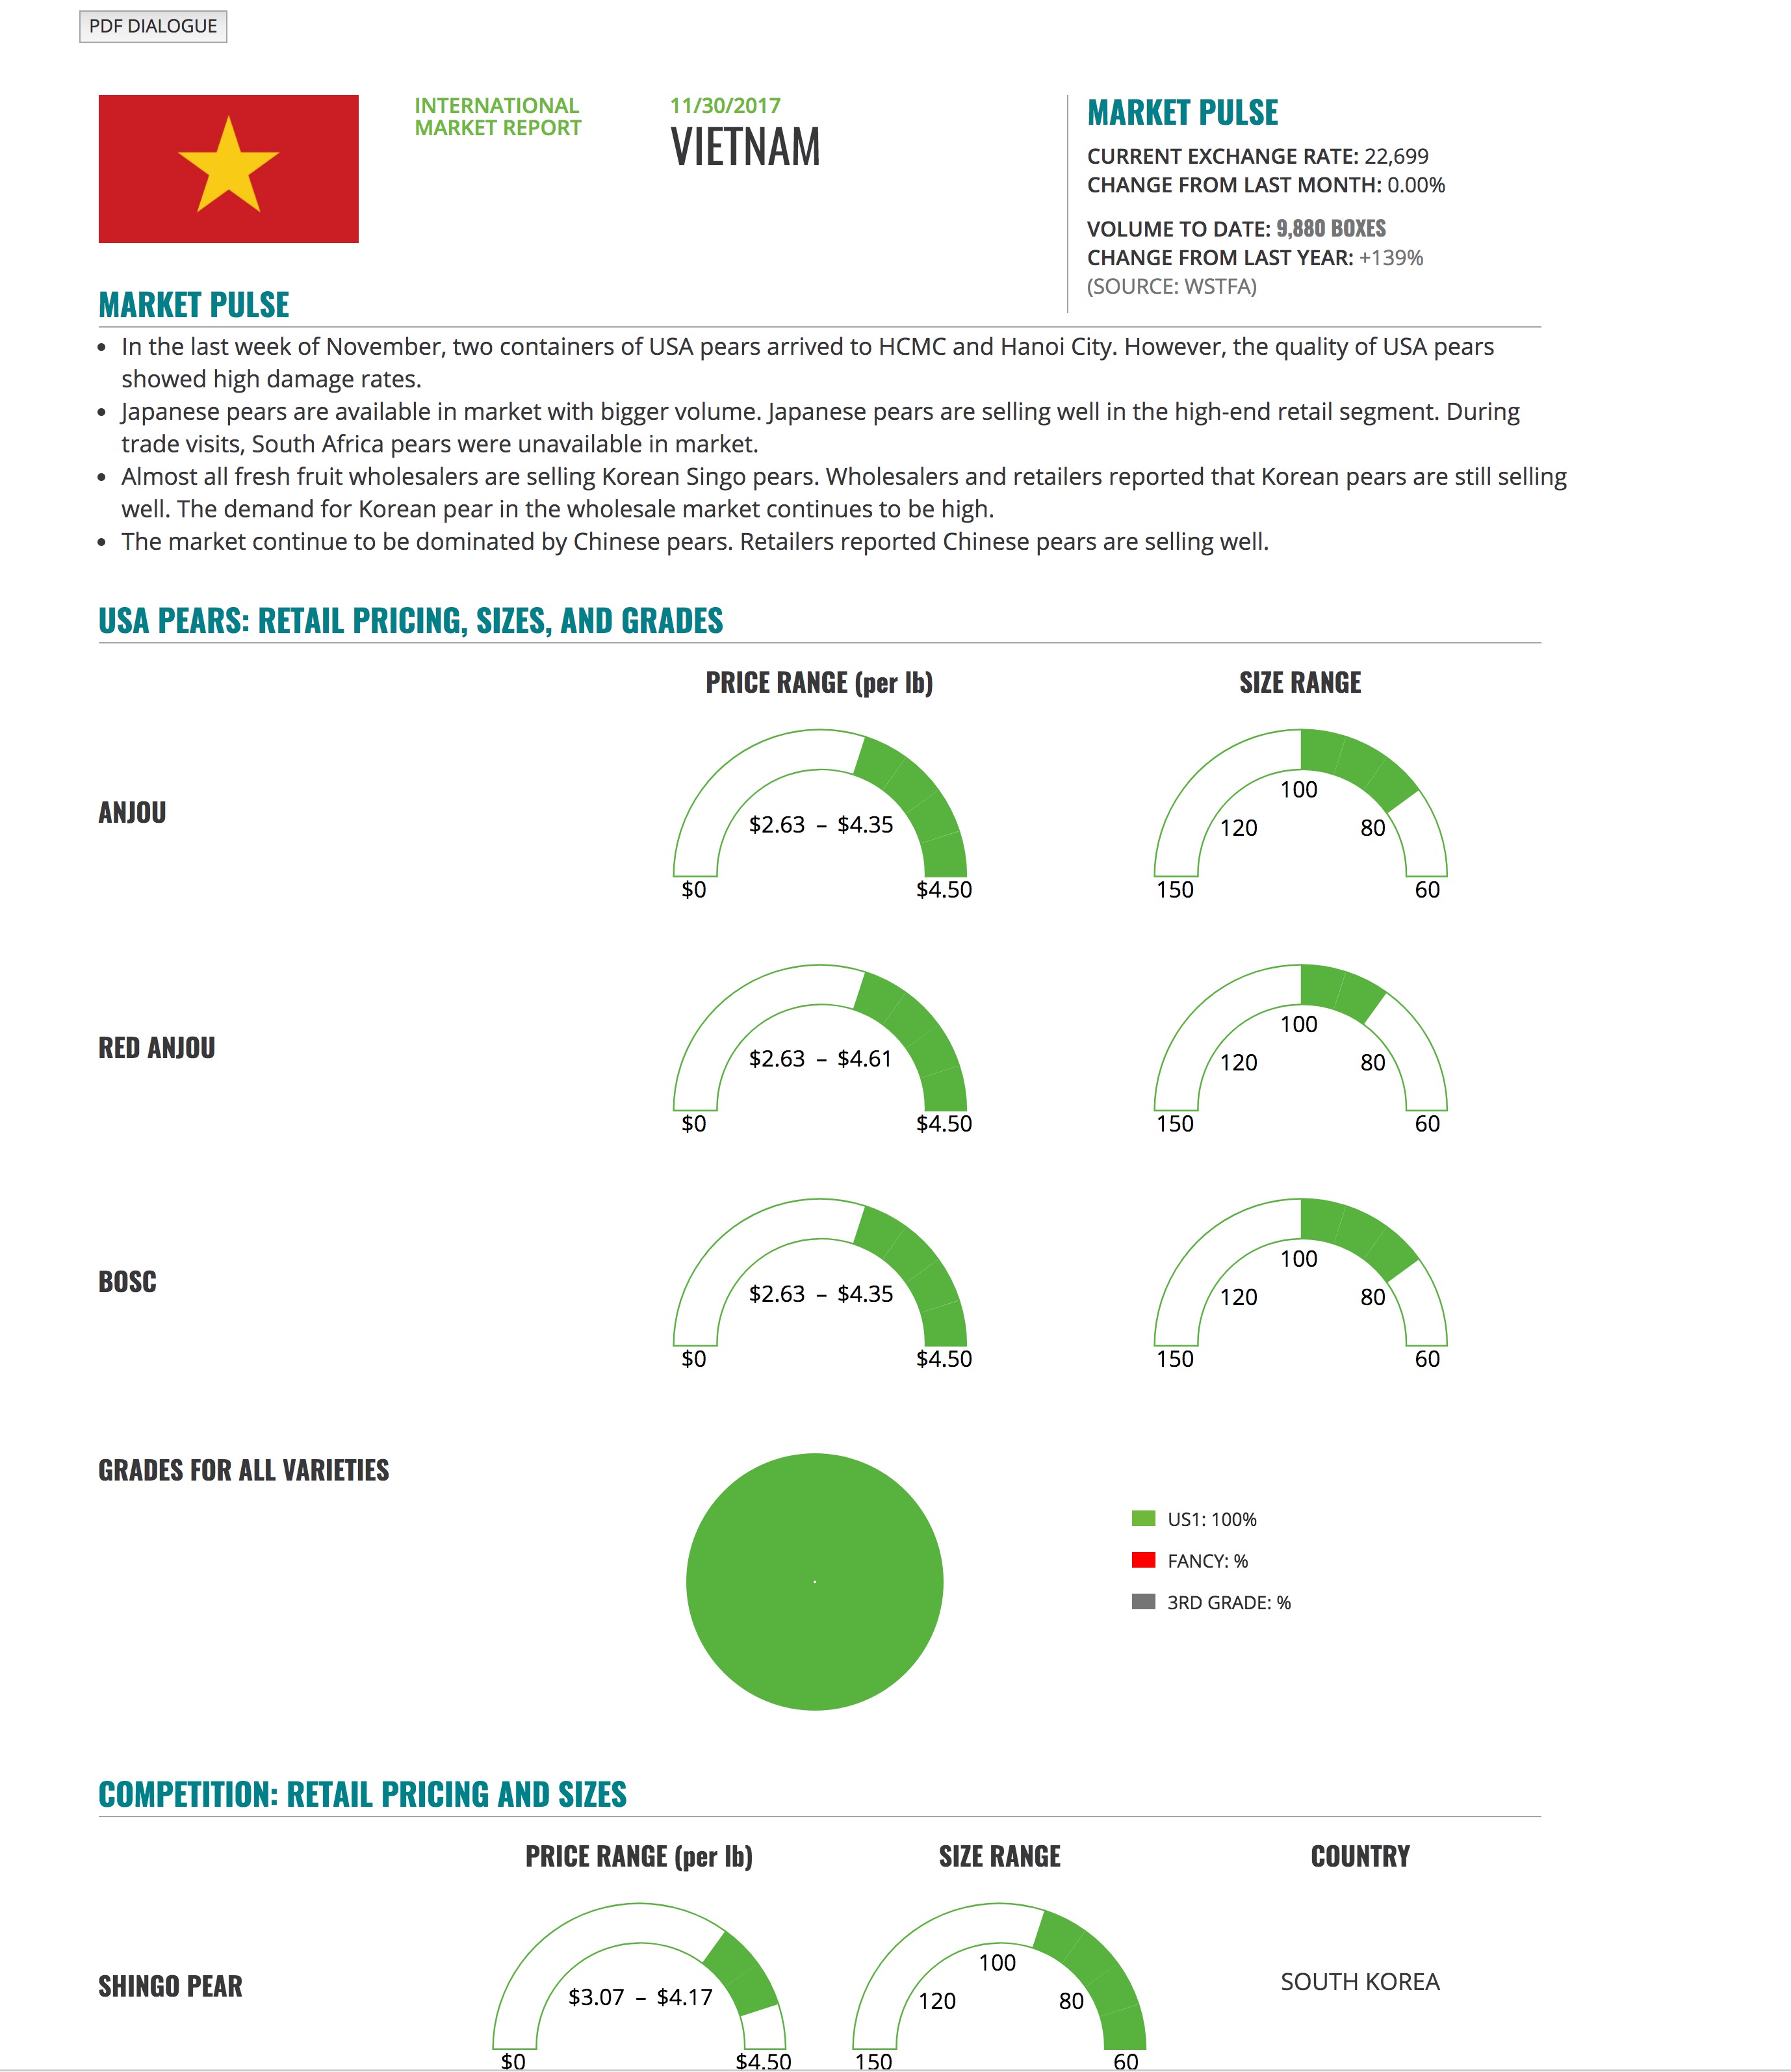 PDF DIALOGUE
INTERNATIONAL
MARKET REPORT
11/30/2017
VIETNAM
MARKET PULSE
CURRENT EXCHANGE RATE: 22,699
CHANGE FROM LAST MONTH: 0.00%
VOLUME TO DATE: 9,880 BOXES
CHANGE FROM LAST YEAR: +139%
(SOURCE: WSTFA)
MARKET PULSE
• In the last week of November, two containers of USA pears arrived to HCMC and Hanoi City. However, the quality of USA pears
showed high damage rates.
• Japanese pears are available in market with bigger volume. Japanese pears are selling well in the high-end retail segment. During
trade visits, South Africa pears were unavailable in market.
• Almost all fresh fruit wholesalers are selling Korean Singo pears. Wholesalers and retailers reported that Korean pears are still selling
well. The demand for Korean pear in the wholesale market continues to be high.
• The market continue to be dominated by Chinese pears. Retailers reported Chinese pears are selling well.
USA PEARS: RETAIL PRICING, SIZES, AND GRADES
PRICE RANGE (per lb) SIZE RANGE
ANJOU
$2.63 – $4.35
$0 $4.50
100
120 80
150 60
RED ANJOU
$2.63 – $4.61
$0 $4.50
100
120 80
150 60
BOSC
$2.63 – $4.35
$0 $4.50
100
120 80
150 60
GRADES FOR ALL VARIETIES
US1: 100%
FANCY: %
3RD GRADE: %
COMPETITION: RETAIL PRICING AND SIZES
PRICE RANGE (per lb) SIZE RANGE COUNTRY
SHINGO PEAR
$3.07 – $4.17
$0 $4.50
100
120 80
150 60
SOUTH KOREA